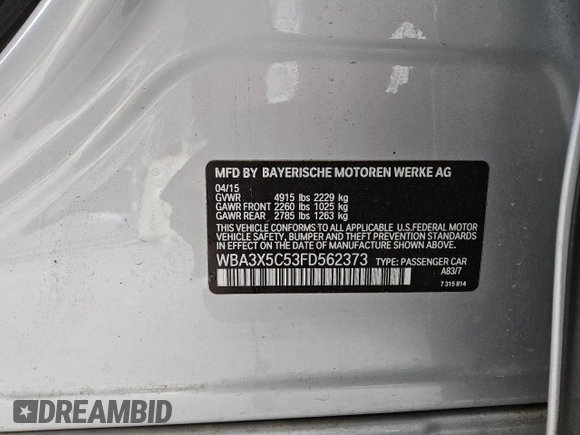 MFD BY BAYERISCHE MOTOREN WERKE AG
04/15
GVWR 4915 lbs 2229 kg
GAWR FRONT 2260 lbs 1025 kg
GAWR REAR 2785 lbs 1263 kg
THIS VEHICLE CONFORMS TO ALL APPLICABLE U.S.FEDERAL MOTOR
VEHICLE SAFETY, BUMPER, AND THEFT PREVENTION
STANDARDS IN EFFECT ON THE DATE OF MANUFACTURE SHOWN ABOVE.
WBA3X5C53FD562373 TYPE: PASSENGER CAR
A83/7
7 315 814
DREAMBID